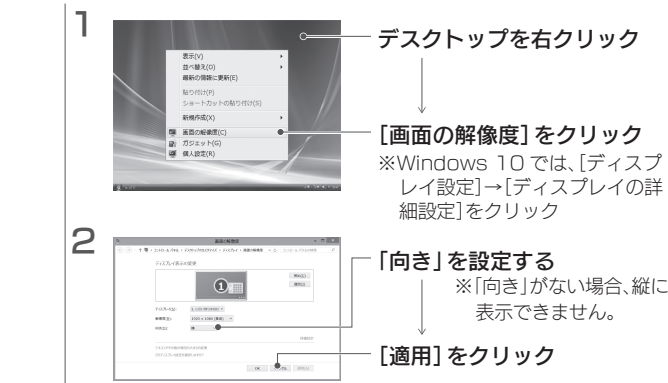 1
デスクトップを右クリック
表示(V)
並べ替え(O)
最新の情報に更新(E)
貼り付け(P)
ショートカットの貼り付け(S)
新規作成(X)
画面の解像度(C)
ガジェット(G)
個人設定(R)
[画面の解像度]をクリック
※Windows 10 では、[ディスプ
レイ設定]→[ディスプレイの詳
細設定]をクリック
2
画面の解像度
ディスプレイ表示の変更
1
「向き」を設定する
※「向き」がない場合、縦に
表示できません。
OK
[適用]をクリック